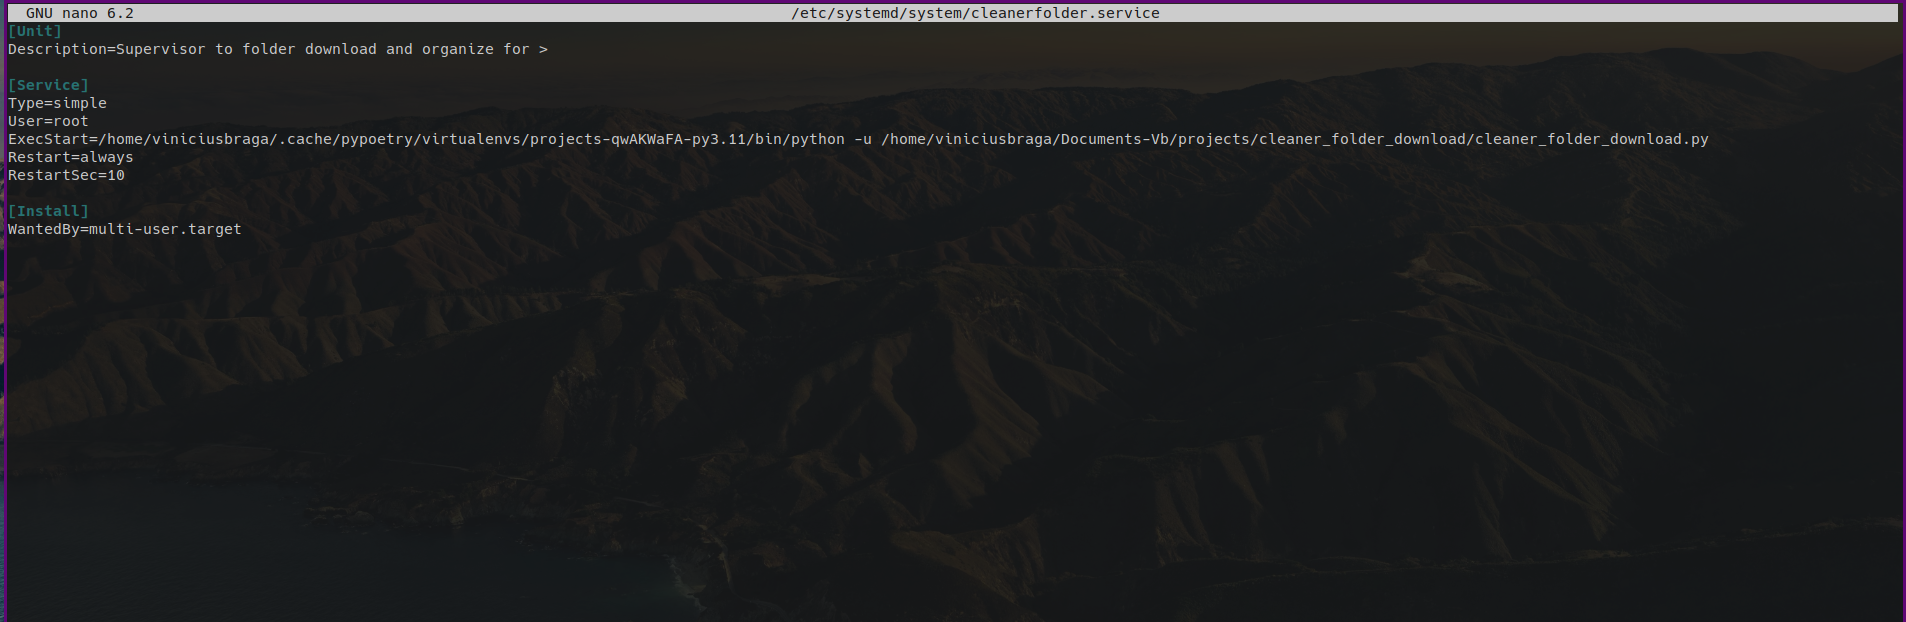 GNU nano 6.2 /etc/systemd/system/cleanerfolder.service
[Unit]
Description=Supervisor to folder download and organize for >
[Service]
Type=simple
User=root
ExecStart=/home/viniciusbraga/.cache/pypoetry/virtualenvs/projects-qwAKWaFA-py3.11/bin/python -u /home/viniciusbraga/Documents-Vb/projects/cleaner_folder_download/cleaner_folder_download.py
Restart=always
RestartSec=10
[Install]
WantedBy=multi-user.target